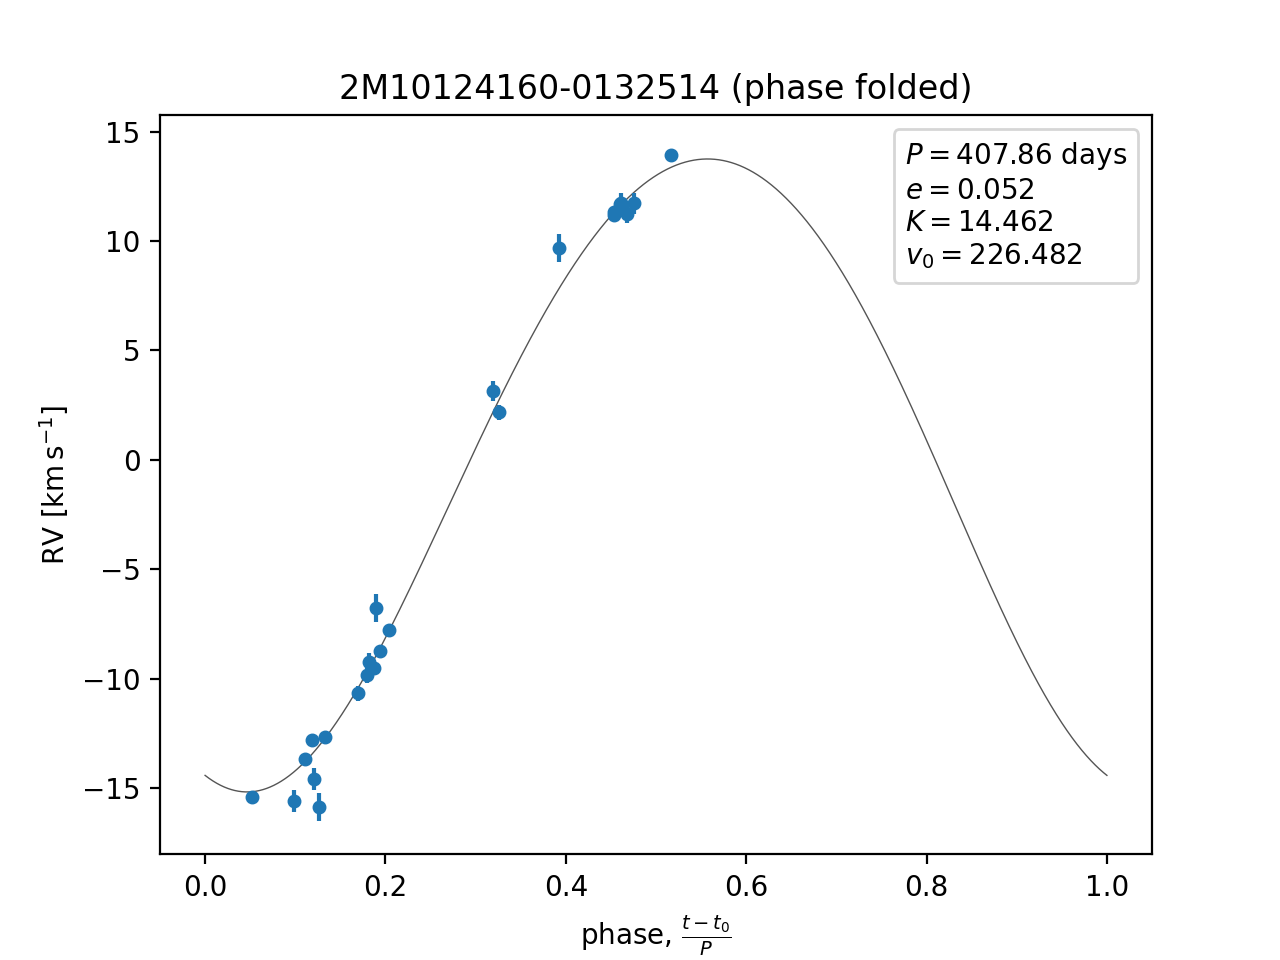 2M10124160-0132514 (phase folded)
P = 407.86 days
e = 0.052
K = 14.462
v₀ = 226.482
15
10
5
0
−5
−10
−15
RV [km s⁻¹]
0.0 0.2 0.4 0.6 0.8 1.0
phase, (t − t₀)/P